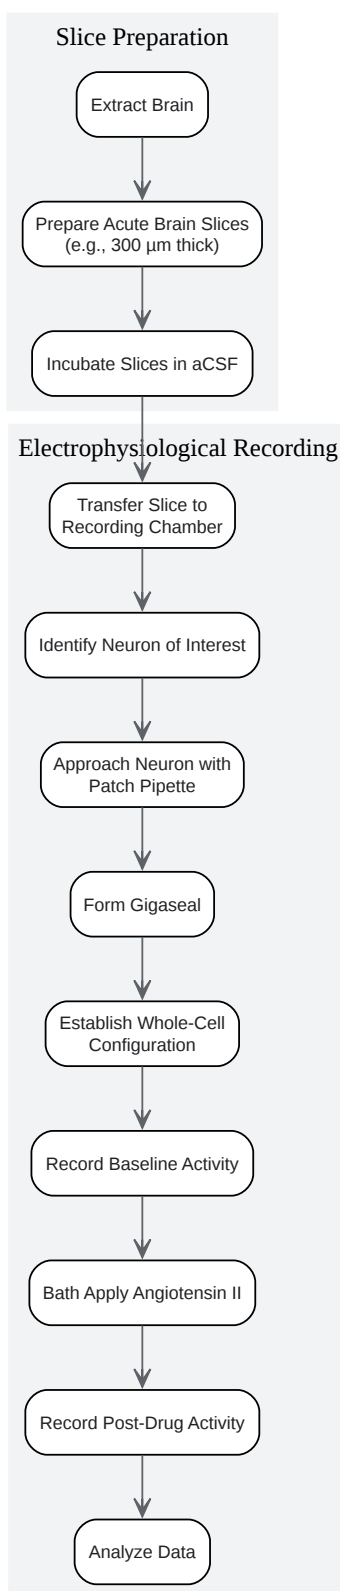 Slice Preparation
Extract Brain
Prepare Acute Brain Slices
(e.g., 300 µm thick)
Incubate Slices in aCSF
Electrophysiological Recording
Transfer Slice to
Recording Chamber
Identify Neuron of Interest
Approach Neuron with
Patch Pipette
Form Gigaseal
Establish Whole-Cell
Configuration
Record Baseline Activity
Bath Apply Angiotensin II
Record Post-Drug Activity
Analyze Data